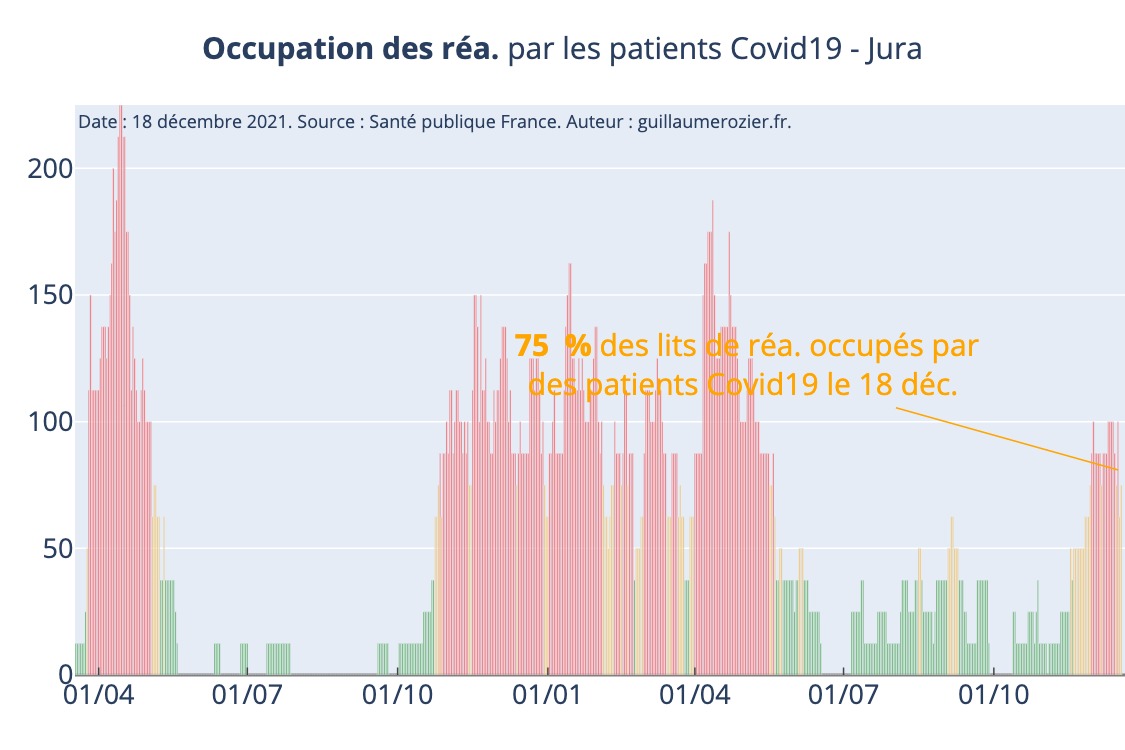 Occupation des réa. par les patients Covid19 - Jura
Date : 18 décembre 2021. Source : Santé publique France. Auteur : guillaumerozier.fr.
200
150
75 % des lits de réa. occupés par
des patients Covid19 le 18 déc.
100
50
0
01/04 01/07 01/10 01/01 01/04 01/07 01/10